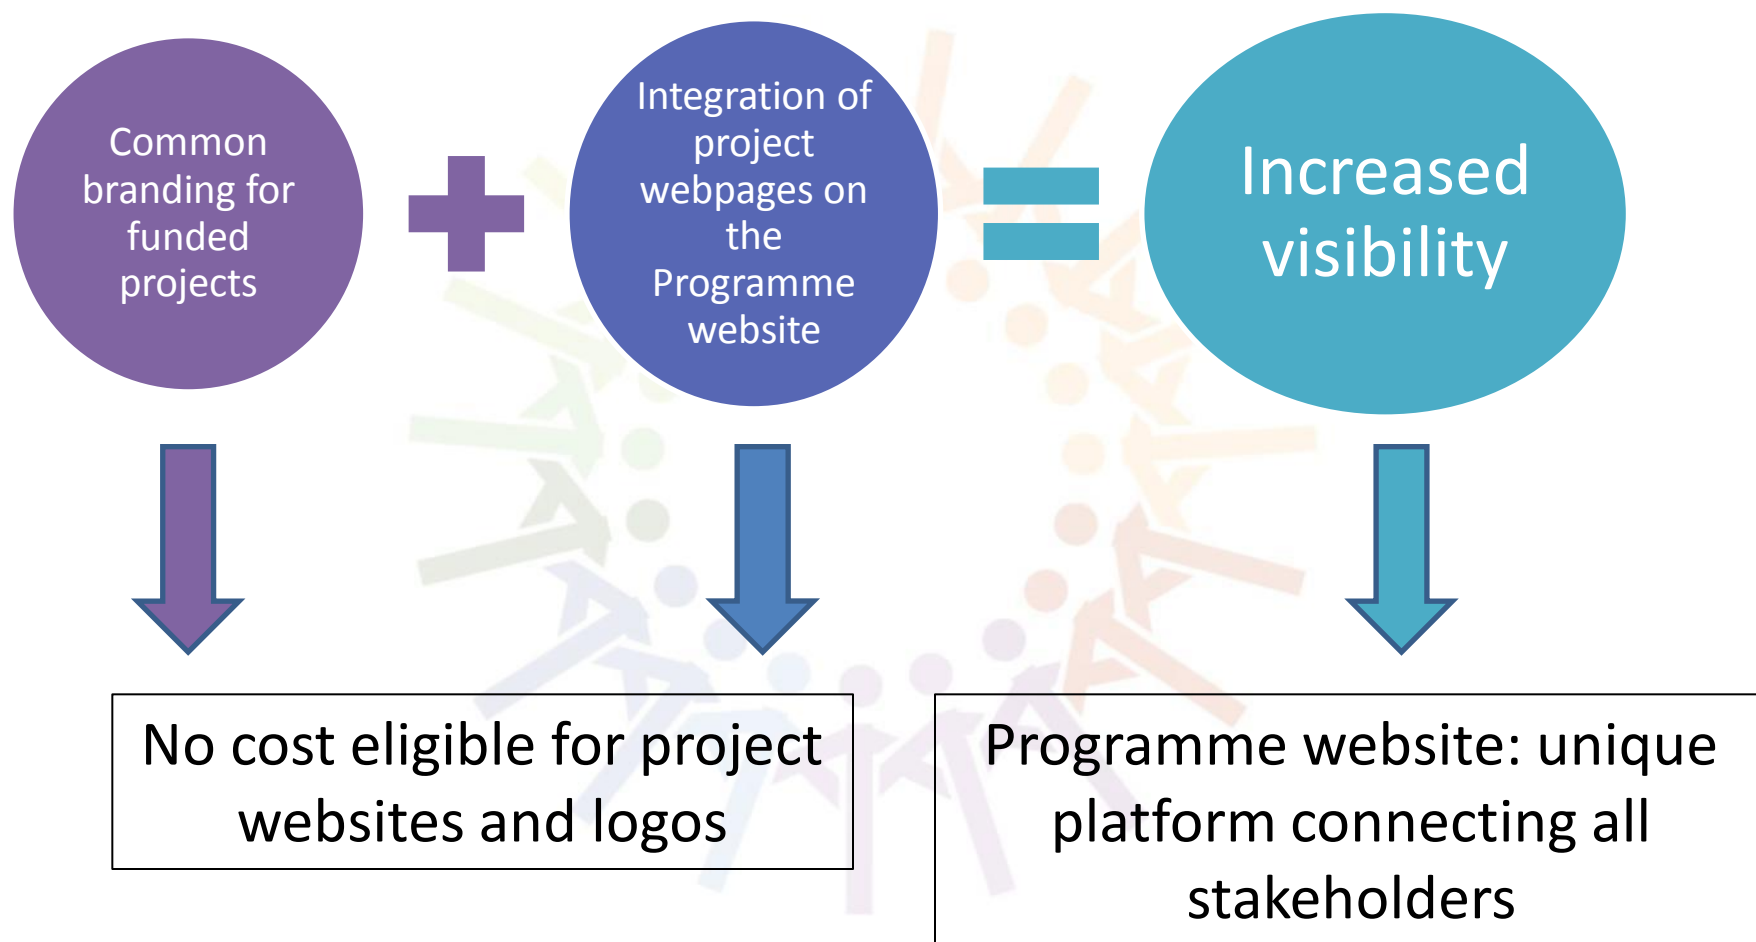 Common
branding for
funded
projects
Integration of
project
webpages on
the
Programme
website
Increased
visibility
No cost eligible for project
websites and logos
Programme website: unique
platform connecting all
stakeholders